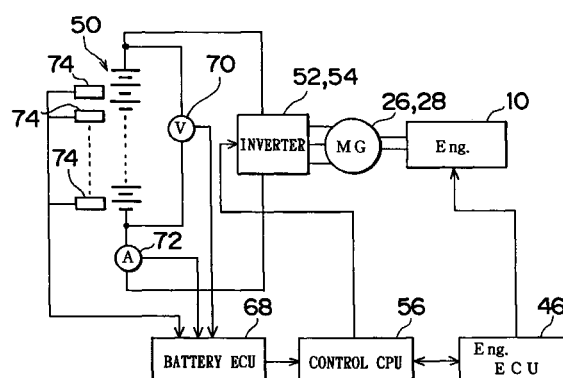 50
74
74
74
70
V
72
A
52,54
INVERTER
26,28
MG
10
Eng.
68
BATTERY ECU
56
CONTROL CPU
46
Eng.
ECU